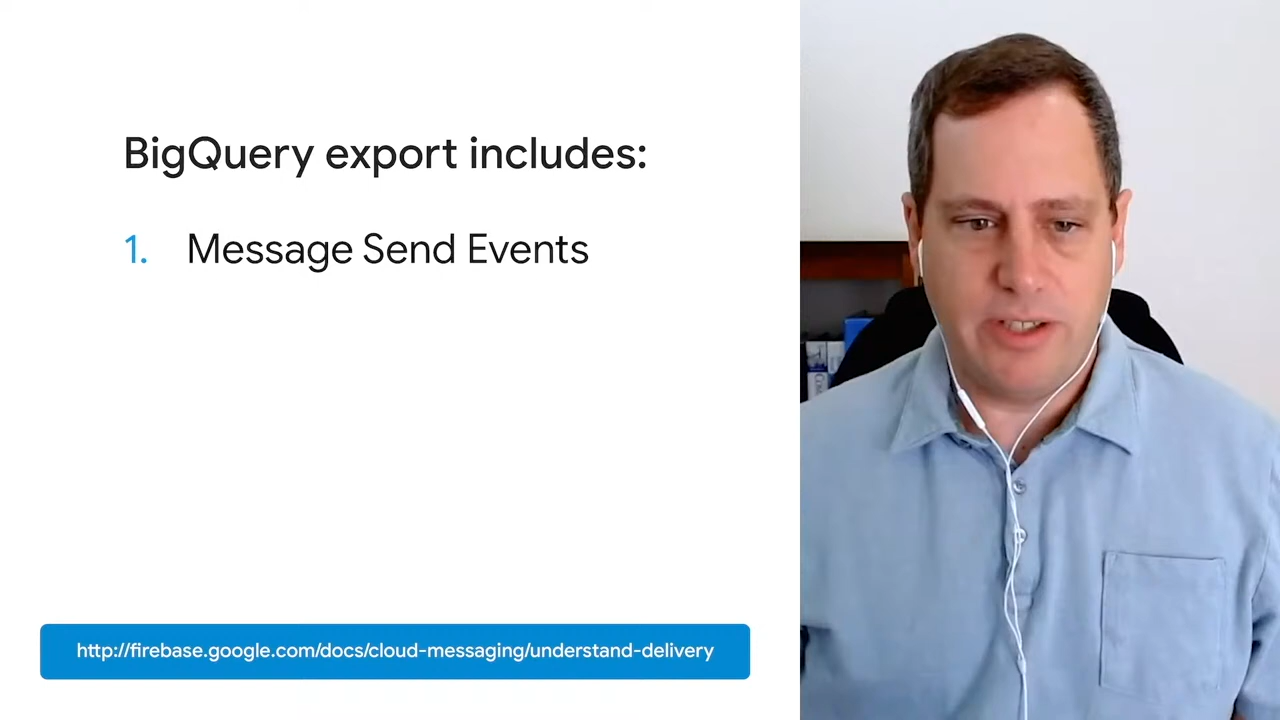 BigQuery export includes:
1. Message Send Events
http://firebase.google.com/docs/cloud-messaging/understand-delivery